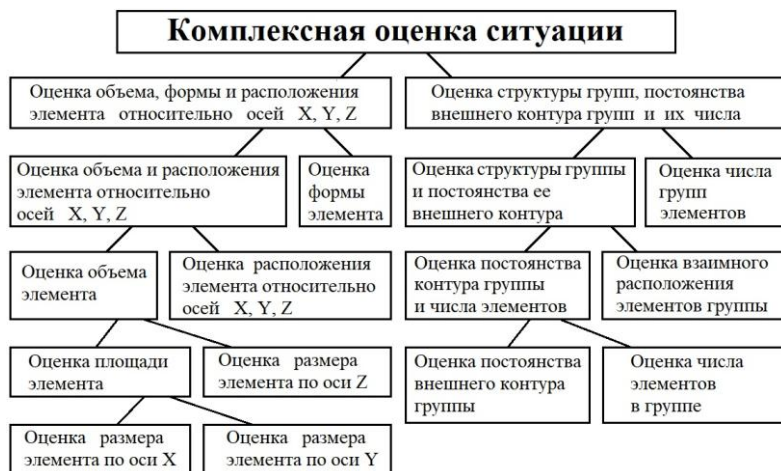 Комплексная оценка ситуации
Оценка объема, формы и расположения
элемента относительно осей X, Y, Z
Оценка структуры групп, постоянства
внешнего контура групп и их числа
Оценка объема и расположения
элемента относительно
осей X, Y, Z
Оценка
формы
элемента
Оценка структуры группы
и постоянства ее
внешнего контура
Оценка числа
групп
элементов
Оценка объема
элемента
Оценка расположения
элемента относительно
осей X, Y, Z
Оценка постоянства
контура группы
и числа элементов
Оценка взаимного
расположения
элементов группы
Оценка площади
элемента
Оценка размера
элемента по оси Z
Оценка постоянства
внешнего контура
группы
Оценка числа
элементов
в группе
Оценка размера
элемента по оси X
Оценка размера
элемента по оси Y